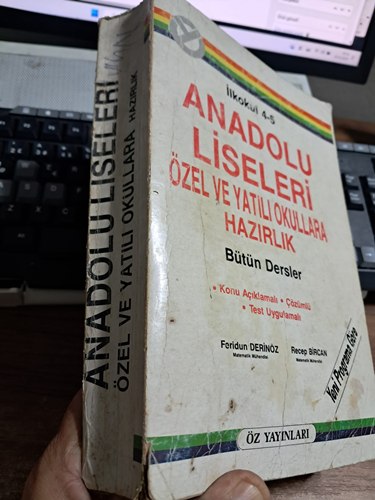 İlkokul 4-5
ANADOLU
LİSELERİ
ÖZEL VE YATILI OKULLARA
HAZIRLIK
Bütün Dersler
• Konu Açıklamalı • Çözümlü
• Test Uygulamalı
Feridun DERİNÖZ
Matematik Mühendisi
Recep BİRCAN
Matematik Mühendisi
Yeni Programa Göre
ÖZ YAYINLARI
ANADOLU LİSELERİ
ÖZEL VE YATILI OKULLARA HAZIRLIK